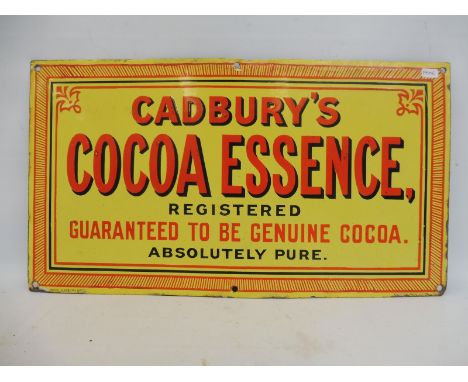 CADBURY'S
COCOA ESSENCE,
REGISTERED
GUARANTEED TO BE GENUINE COCOA.
ABSOLUTELY PURE.